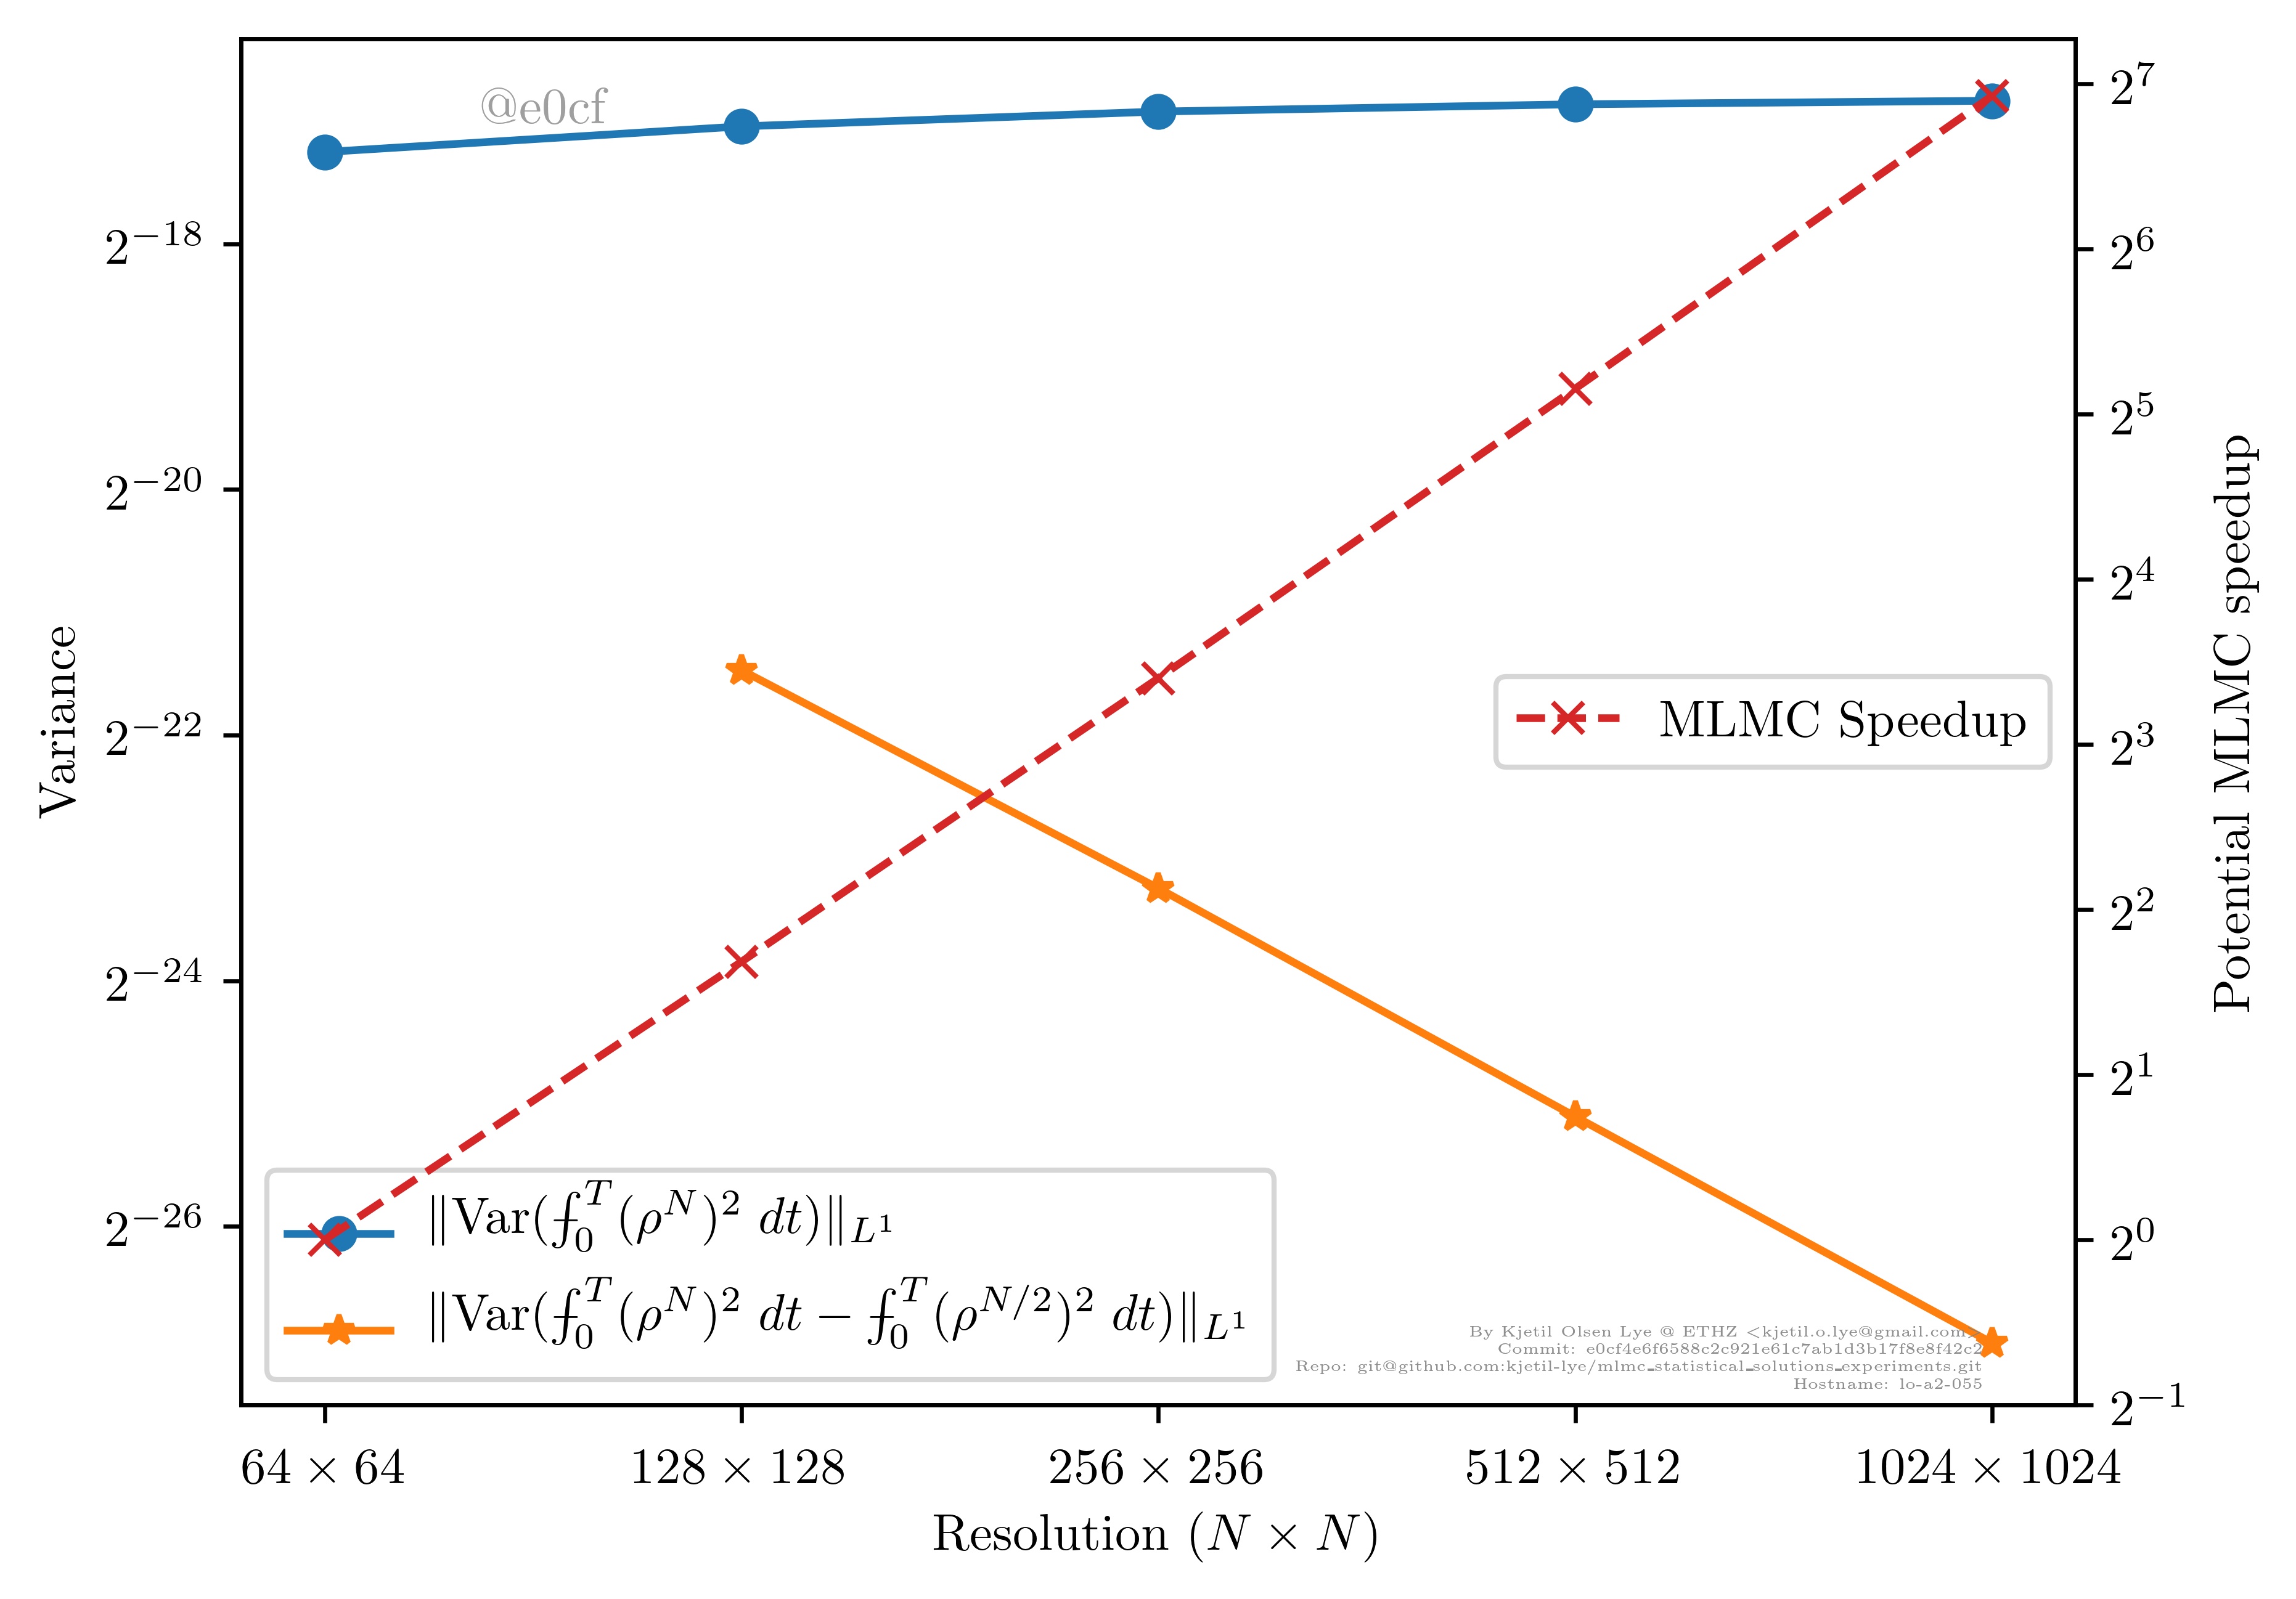 @e0cf
2^{-18}
2^{-20}
2^{-22}
2^{-24}
2^{-26}
Variance
2^7
2^6
2^5
2^4
2^3
2^2
2^1
2^0
2^{-1}
Potential MLMC speedup
MLMC Speedup
‖Var(⨍_0^T(ρ^N)^2 dt)‖_{L^1}
‖Var(⨍_0^T(ρ^N)^2 dt − ⨍_0^T(ρ^{N/2})^2 dt)‖_{L^1}
By Kjetil Olsen Lye @ ETHZ <kjetil.o.lye@gmail.com>
Commit: e0cf4e6f6588c2c921e61c7ab1d3b17f8e8f42c2
Repo: git@github.com:kjetil-lye/mlmc_statistical_solutions_experiments.git
Hostname: lo-a2-055
64 × 64
128 × 128
256 × 256
512 × 512
1024 × 1024
Resolution (N × N)